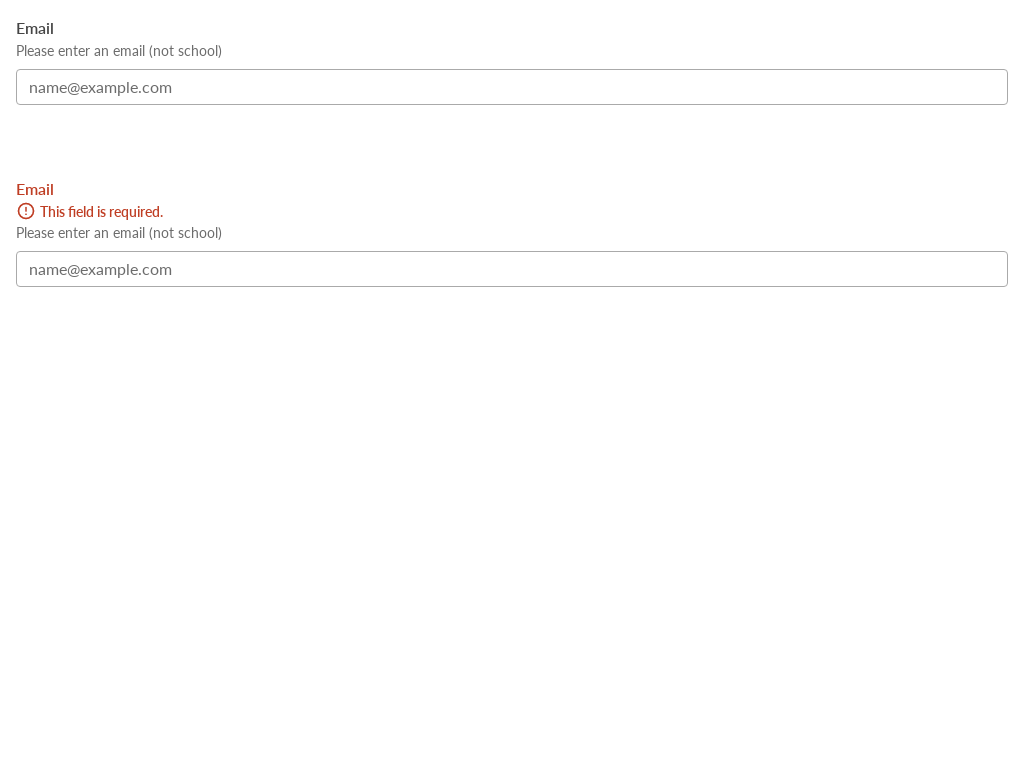 Email
Please enter an email (not school)
name@example.com
Email
This field is required.
Please enter an email (not school)
name@example.com